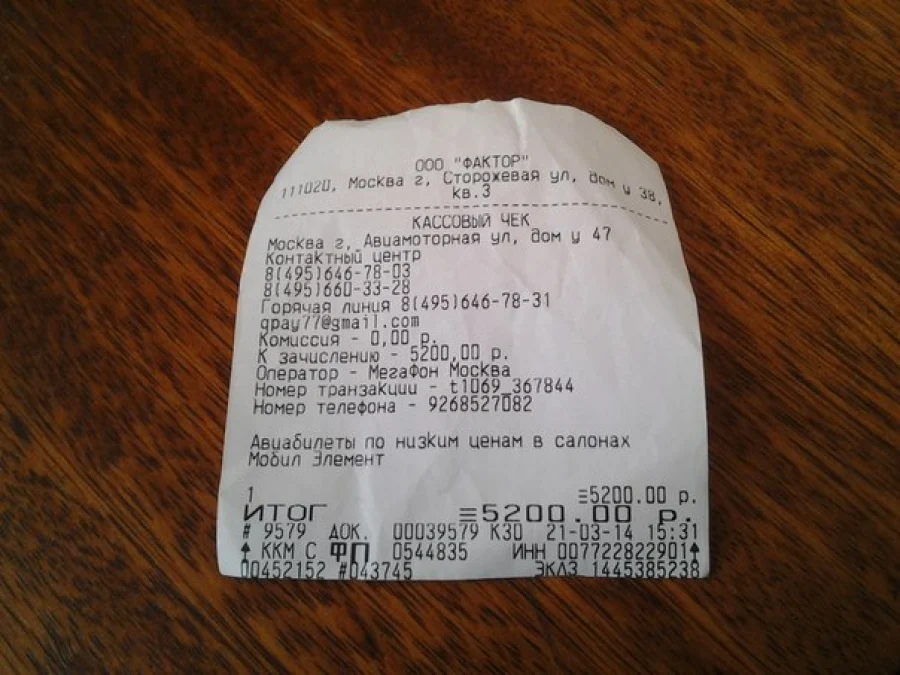 ООО "ФАКТОР"
111020, Москва г, Сторожевая ул, дом у 38,
кв.3
КАССОВЫЙ ЧЕК
Москва г, Авиамоторная ул, дом у 47
Контактный центр
8(495)646-78-03
8(495)660-33-28
Горячая линия 8(495)646-78-31
qpay77@gmail.com
Комиссия - 0,00 р.
К зачислению - 5200,00 р.
Оператор - МегаФон Москва
Номер транзакции - t1069_367844
Номер телефона - 9268527082
Авиабилеты по низким ценам в салонах
Мобил Элемент
1 ≡5200.00 р.
ИТОГ ≡5200.00 р.
# 9579 ДОК. 00039579 К30 21-03-14 15:31
ККМ С ФП 0544835 ИНН 007722822901
00452152 #043745 ЭКЛЗ 1445385238